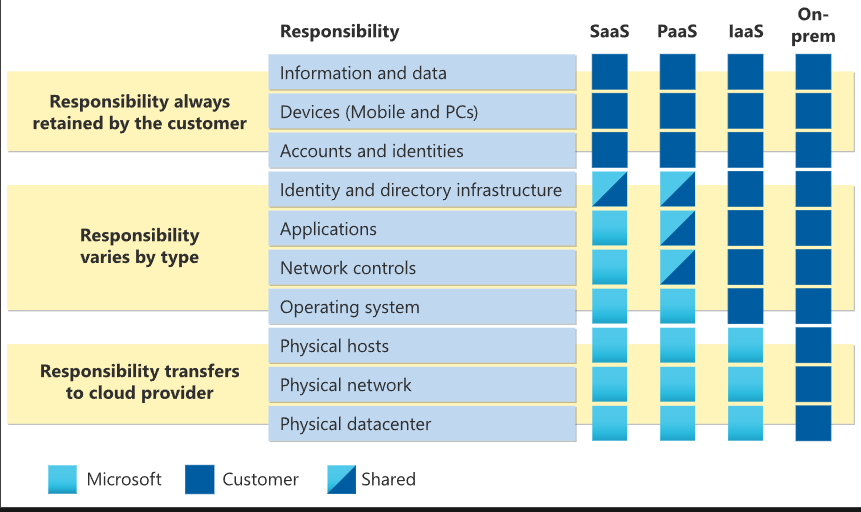 Responsibility SaaS PaaS IaaS On-
prem
Responsibility always
retained by the customer
Information and data
Devices (Mobile and PCs)
Accounts and identities
Responsibility
varies by type
Identity and directory infrastructure
Applications
Network controls
Operating system
Responsibility transfers
to cloud provider
Physical hosts
Physical network
Physical datacenter
Microsoft Customer Shared